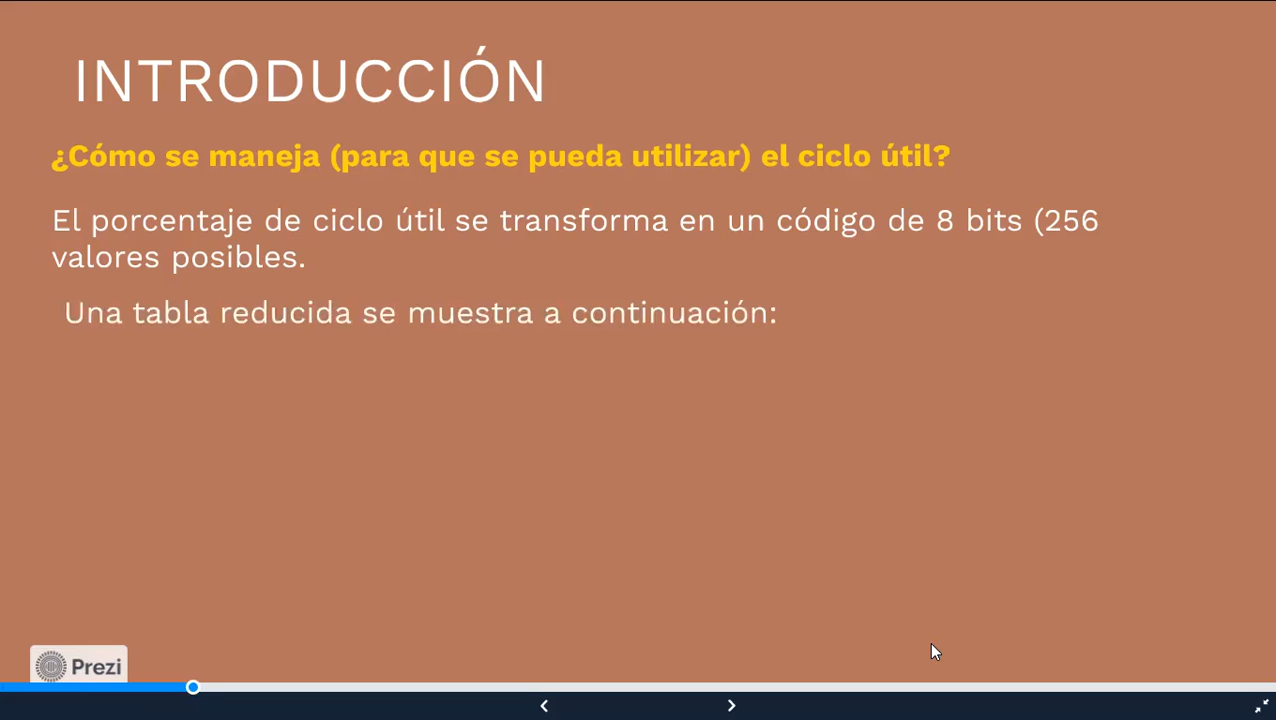 INTRODUCCIÓN
¿Cómo se maneja (para que se pueda utilizar) el ciclo útil?
El porcentaje de ciclo útil se transforma en un código de 8 bits (256
valores posibles.
Una tabla reducida se muestra a continuación:
Prezi